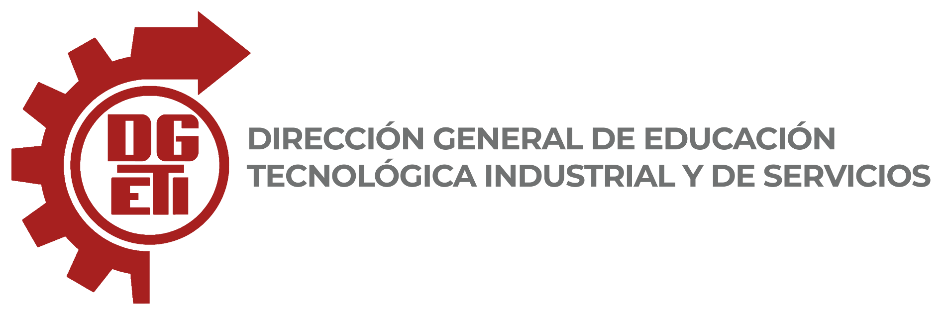 DG
ETI
DIRECCIÓN GENERAL DE EDUCACIÓN
TECNOLÓGICA INDUSTRIAL Y DE SERVICIOS